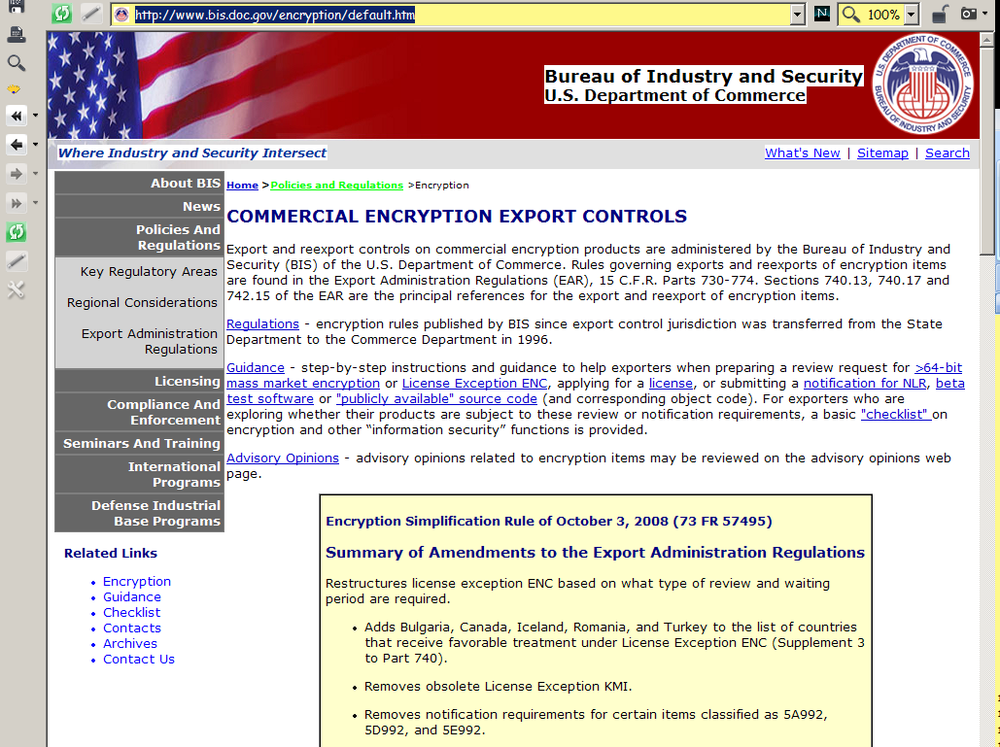 http://www.bis.doc.gov/encryption/default.htm
N
100%
Bureau of Industry and Security
U.S. Department of Commerce
U.S. DEPARTMENT OF COMMERCE
BUREAU OF INDUSTRY AND SECURITY
Where Industry and Security Intersect
What's New | Sitemap | Search
About BIS
News
Policies And
Regulations
Key Regulatory Areas
Regional Considerations
Export Administration
Regulations
Licensing
Compliance And
Enforcement
Seminars And Training
International
Programs
Defense Industrial
Base Programs
Related Links
• Encryption
• Guidance
• Checklist
• Contacts
• Archives
• Contact Us
Home >Policies and Regulations >Encryption
COMMERCIAL ENCRYPTION EXPORT CONTROLS
Export and reexport controls on commercial encryption products are administered by the Bureau of Industry and
Security (BIS) of the U.S. Department of Commerce. Rules governing exports and reexports of encryption items
are found in the Export Administration Regulations (EAR), 15 C.F.R. Parts 730-774. Sections 740.13, 740.17 and
742.15 of the EAR are the principal references for the export and reexport of encryption items.
Regulations - encryption rules published by BIS since export control jurisdiction was transferred from the State
Department to the Commerce Department in 1996.
Guidance - step-by-step instructions and guidance to help exporters when preparing a review request for >64-bit
mass market encryption or License Exception ENC, applying for a license, or submitting a notification for NLR, beta
test software or "publicly available" source code (and corresponding object code). For exporters who are
exploring whether their products are subject to these review or notification requirements, a basic "checklist" on
encryption and other “information security” functions is provided.
Advisory Opinions - advisory opinions related to encryption items may be reviewed on the advisory opinions web
page.
Encryption Simplification Rule of October 3, 2008 (73 FR 57495)
Summary of Amendments to the Export Administration Regulations
Restructures license exception ENC based on what type of review and waiting
period are required.
• Adds Bulgaria, Canada, Iceland, Romania, and Turkey to the list of countries
that receive favorable treatment under License Exception ENC (Supplement 3
to Part 740).
• Removes obsolete License Exception KMI.
• Removes notification requirements for certain items classified as 5A992,
5D992, and 5E992.